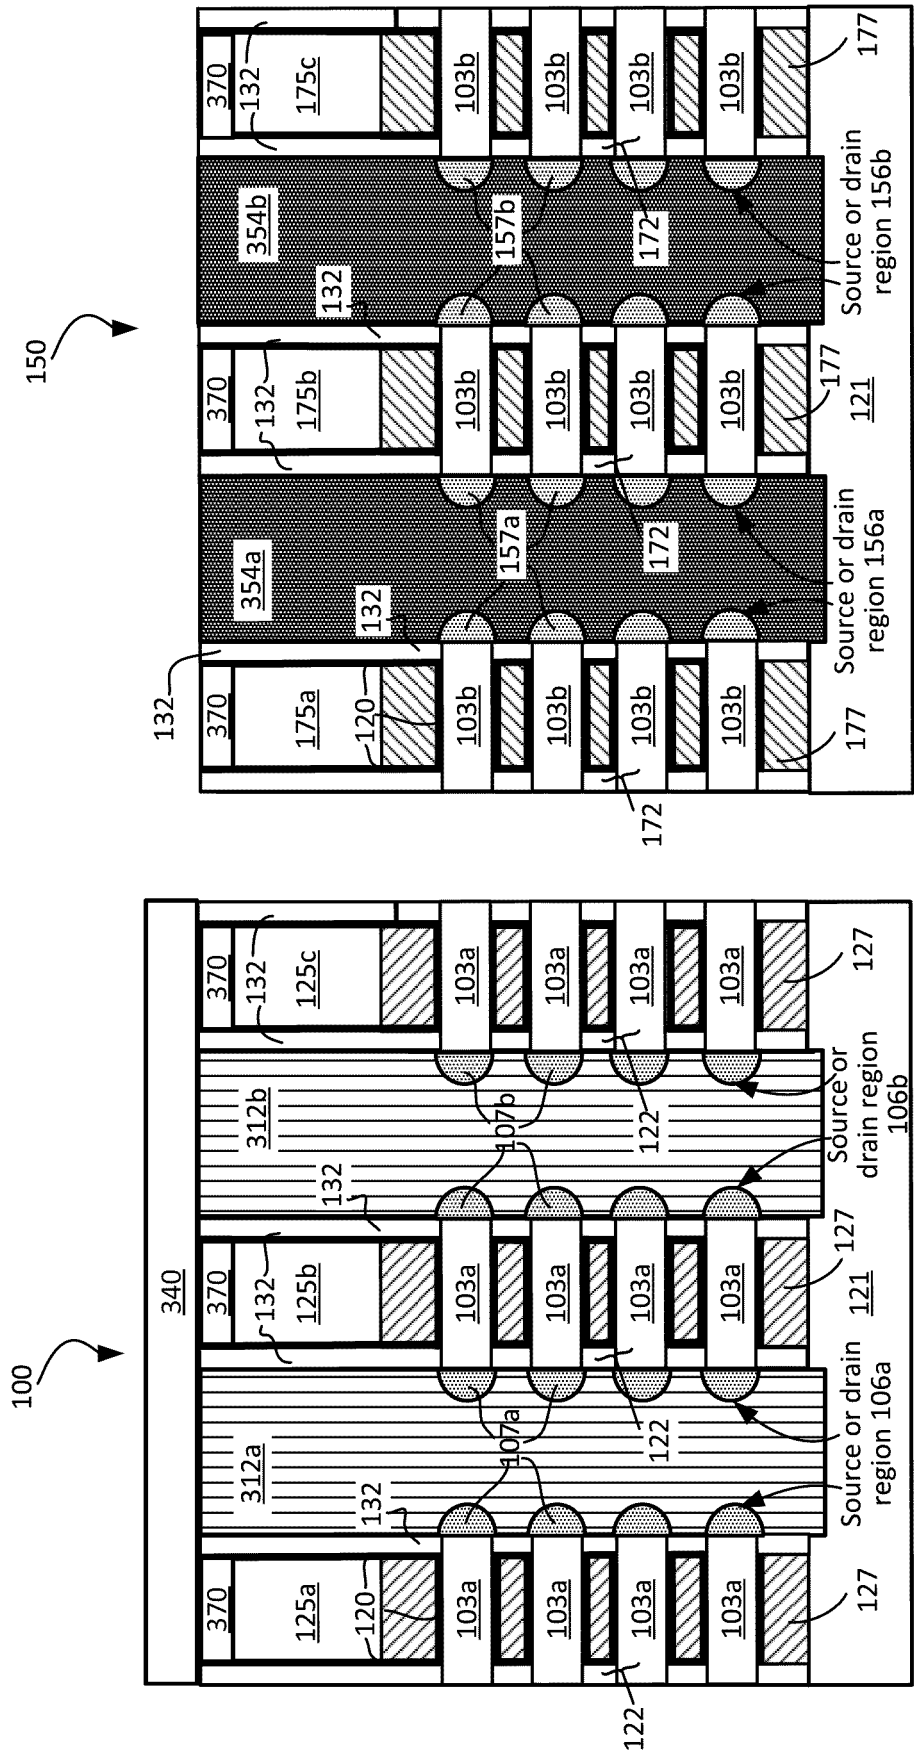 100
150
340
132
370 370 370 370 370 370
312a 132 312b 132 354a 132 354b 132
125a 125b 125c 175a 175b 175c
132 132
120 132 120 132
103a 103a 103a 103b 103b 103b
107a 107b 157a 157b
103a 103a 103a 103b 103b 103b
103a 122 103a 122 103a 103b 172 103b 172 103b
122 172
103a 103a 103a 103b 103b 103b
Source or drain
region 106a
Source or
drain region
106b
Source or drain
region 156a
Source or drain
region 156b
127 121 127 127
177 121 177 177